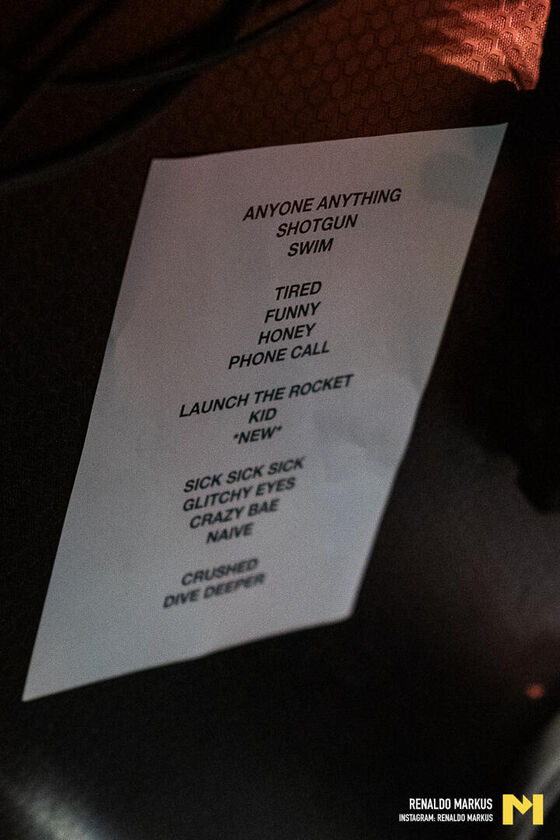 ANYONE ANYTHING
SHOTGUN
SWIM
TIRED
FUNNY
HONEY
PHONE CALL
LAUNCH THE ROCKET
KID
*NEW*
SICK SICK SICK
GLITCHY EYES
CRAZY BAE
NAIVE
CRUSHED
DIVE DEEPER
RENALDO MARKUS
INSTAGRAM: RENALDO MARKUS
M